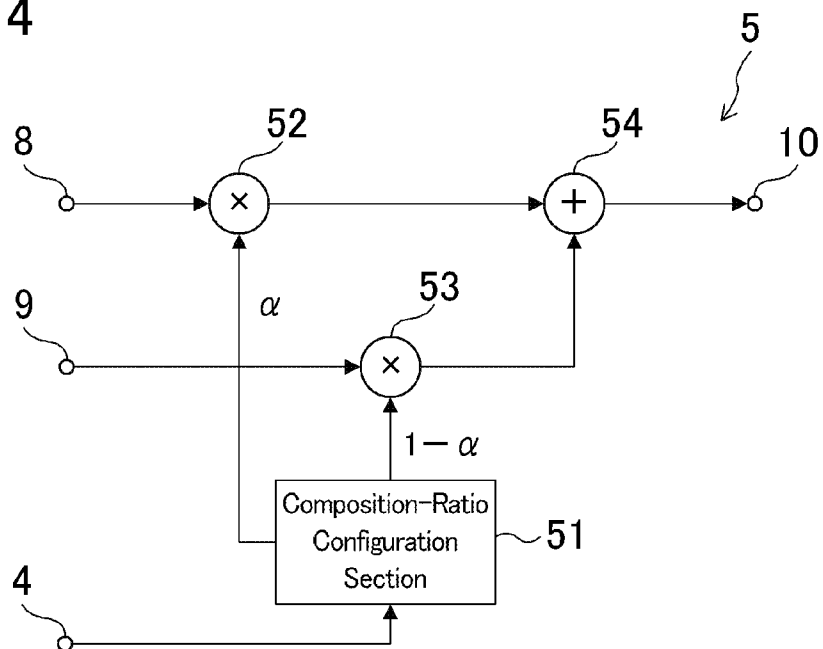 4
5
8
52
54
10
9
α
53
×
+
×
1－α
Composition-Ratio
Configuration
Section
51
4